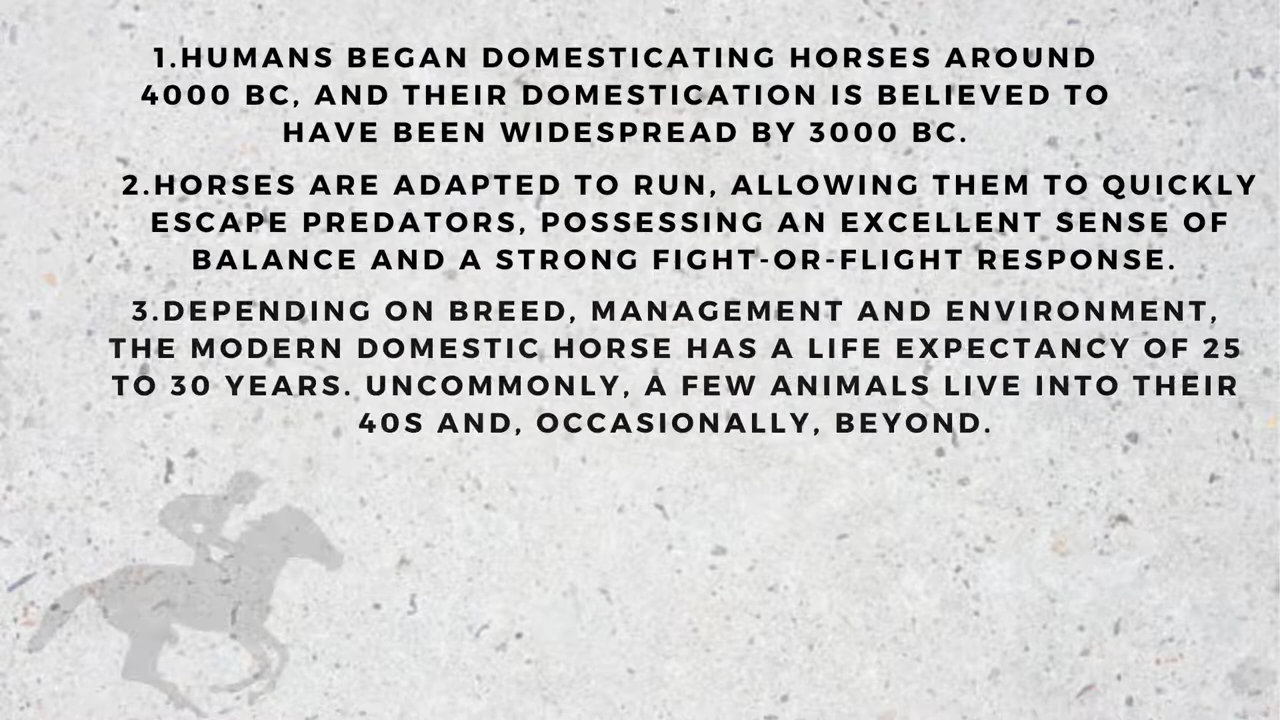 1.HUMANS BEGAN DOMESTICATING HORSES AROUND
4000 BC, AND THEIR DOMESTICATION IS BELIEVED TO
HAVE BEEN WIDESPREAD BY 3000 BC.
2.HORSES ARE ADAPTED TO RUN, ALLOWING THEM TO QUICKLY
ESCAPE PREDATORS, POSSESSING AN EXCELLENT SENSE OF
BALANCE AND A STRONG FIGHT-OR-FLIGHT RESPONSE.
3.DEPENDING ON BREED, MANAGEMENT AND ENVIRONMENT,
THE MODERN DOMESTIC HORSE HAS A LIFE EXPECTANCY OF 25
TO 30 YEARS. UNCOMMONLY, A FEW ANIMALS LIVE INTO THEIR
40S AND, OCCASIONALLY, BEYOND.